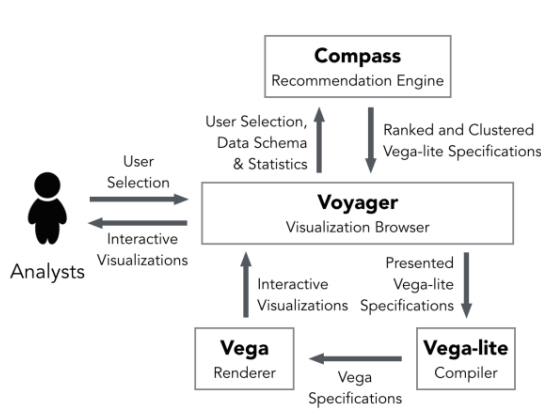 Compass
Recommendation Engine
User Selection,
Data Schema
& Statistics
Ranked and Clustered
Vega-lite Specifications
User
Selection
Voyager
Visualization Browser
Interactive
Visualizations
Analysts
Interactive
Visualizations
Presented
Vega-lite
Specifications
Vega
Renderer
Vega
Specifications
Vega-lite
Compiler